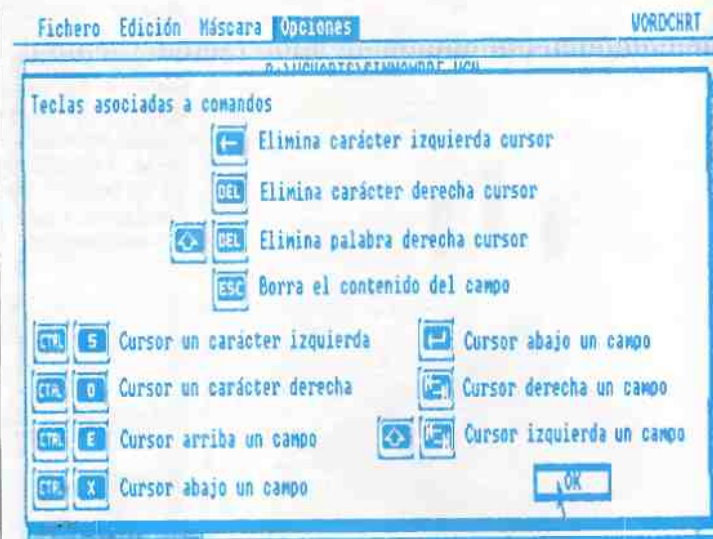 Fichero Edición Máscara Opciones WORDCHRT
Teclas asociadas a comandos
Elimina carácter izquierda cursor
DEL Elimina carácter derecha cursor
DEL Elimina palabra derecha cursor
ESC Borra el contenido del campo
CTRL S Cursor un carácter izquierda
Cursor abajo un campo
CTRL D Cursor un carácter derecha
Cursor derecha un campo
CTRL E Cursor arriba un campo
Cursor izquierda un campo
CTRL X Cursor abajo un campo
OK